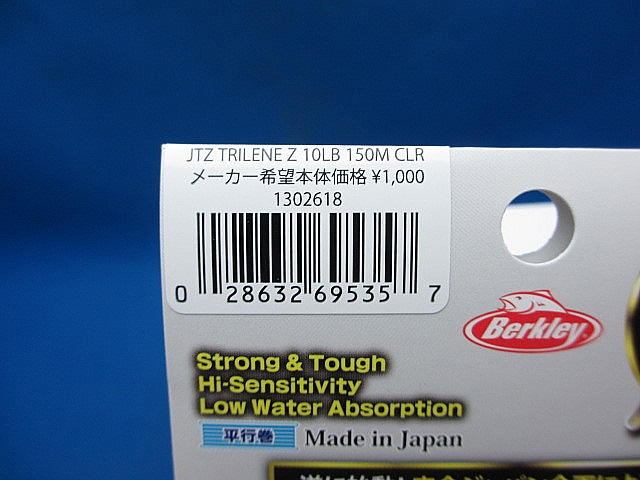 JTZ TRILENE Z 10LB 150M CLR
メーカー希望本体価格 ¥1,000
1302618
0 28632 69535 7
Berkley
Strong & Tough
Hi-Sensitivity
Low Water Absorption
平行巻 Made in Japan